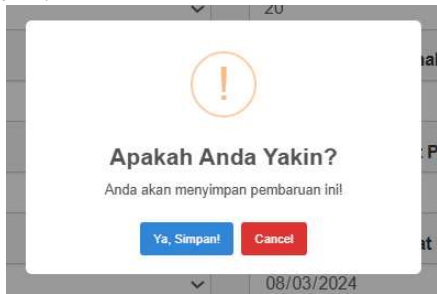 20
Apakah Anda Yakin?
Anda akan menyimpan pembaruan ini!
Ya, Simpan!
Cancel
08/03/2024